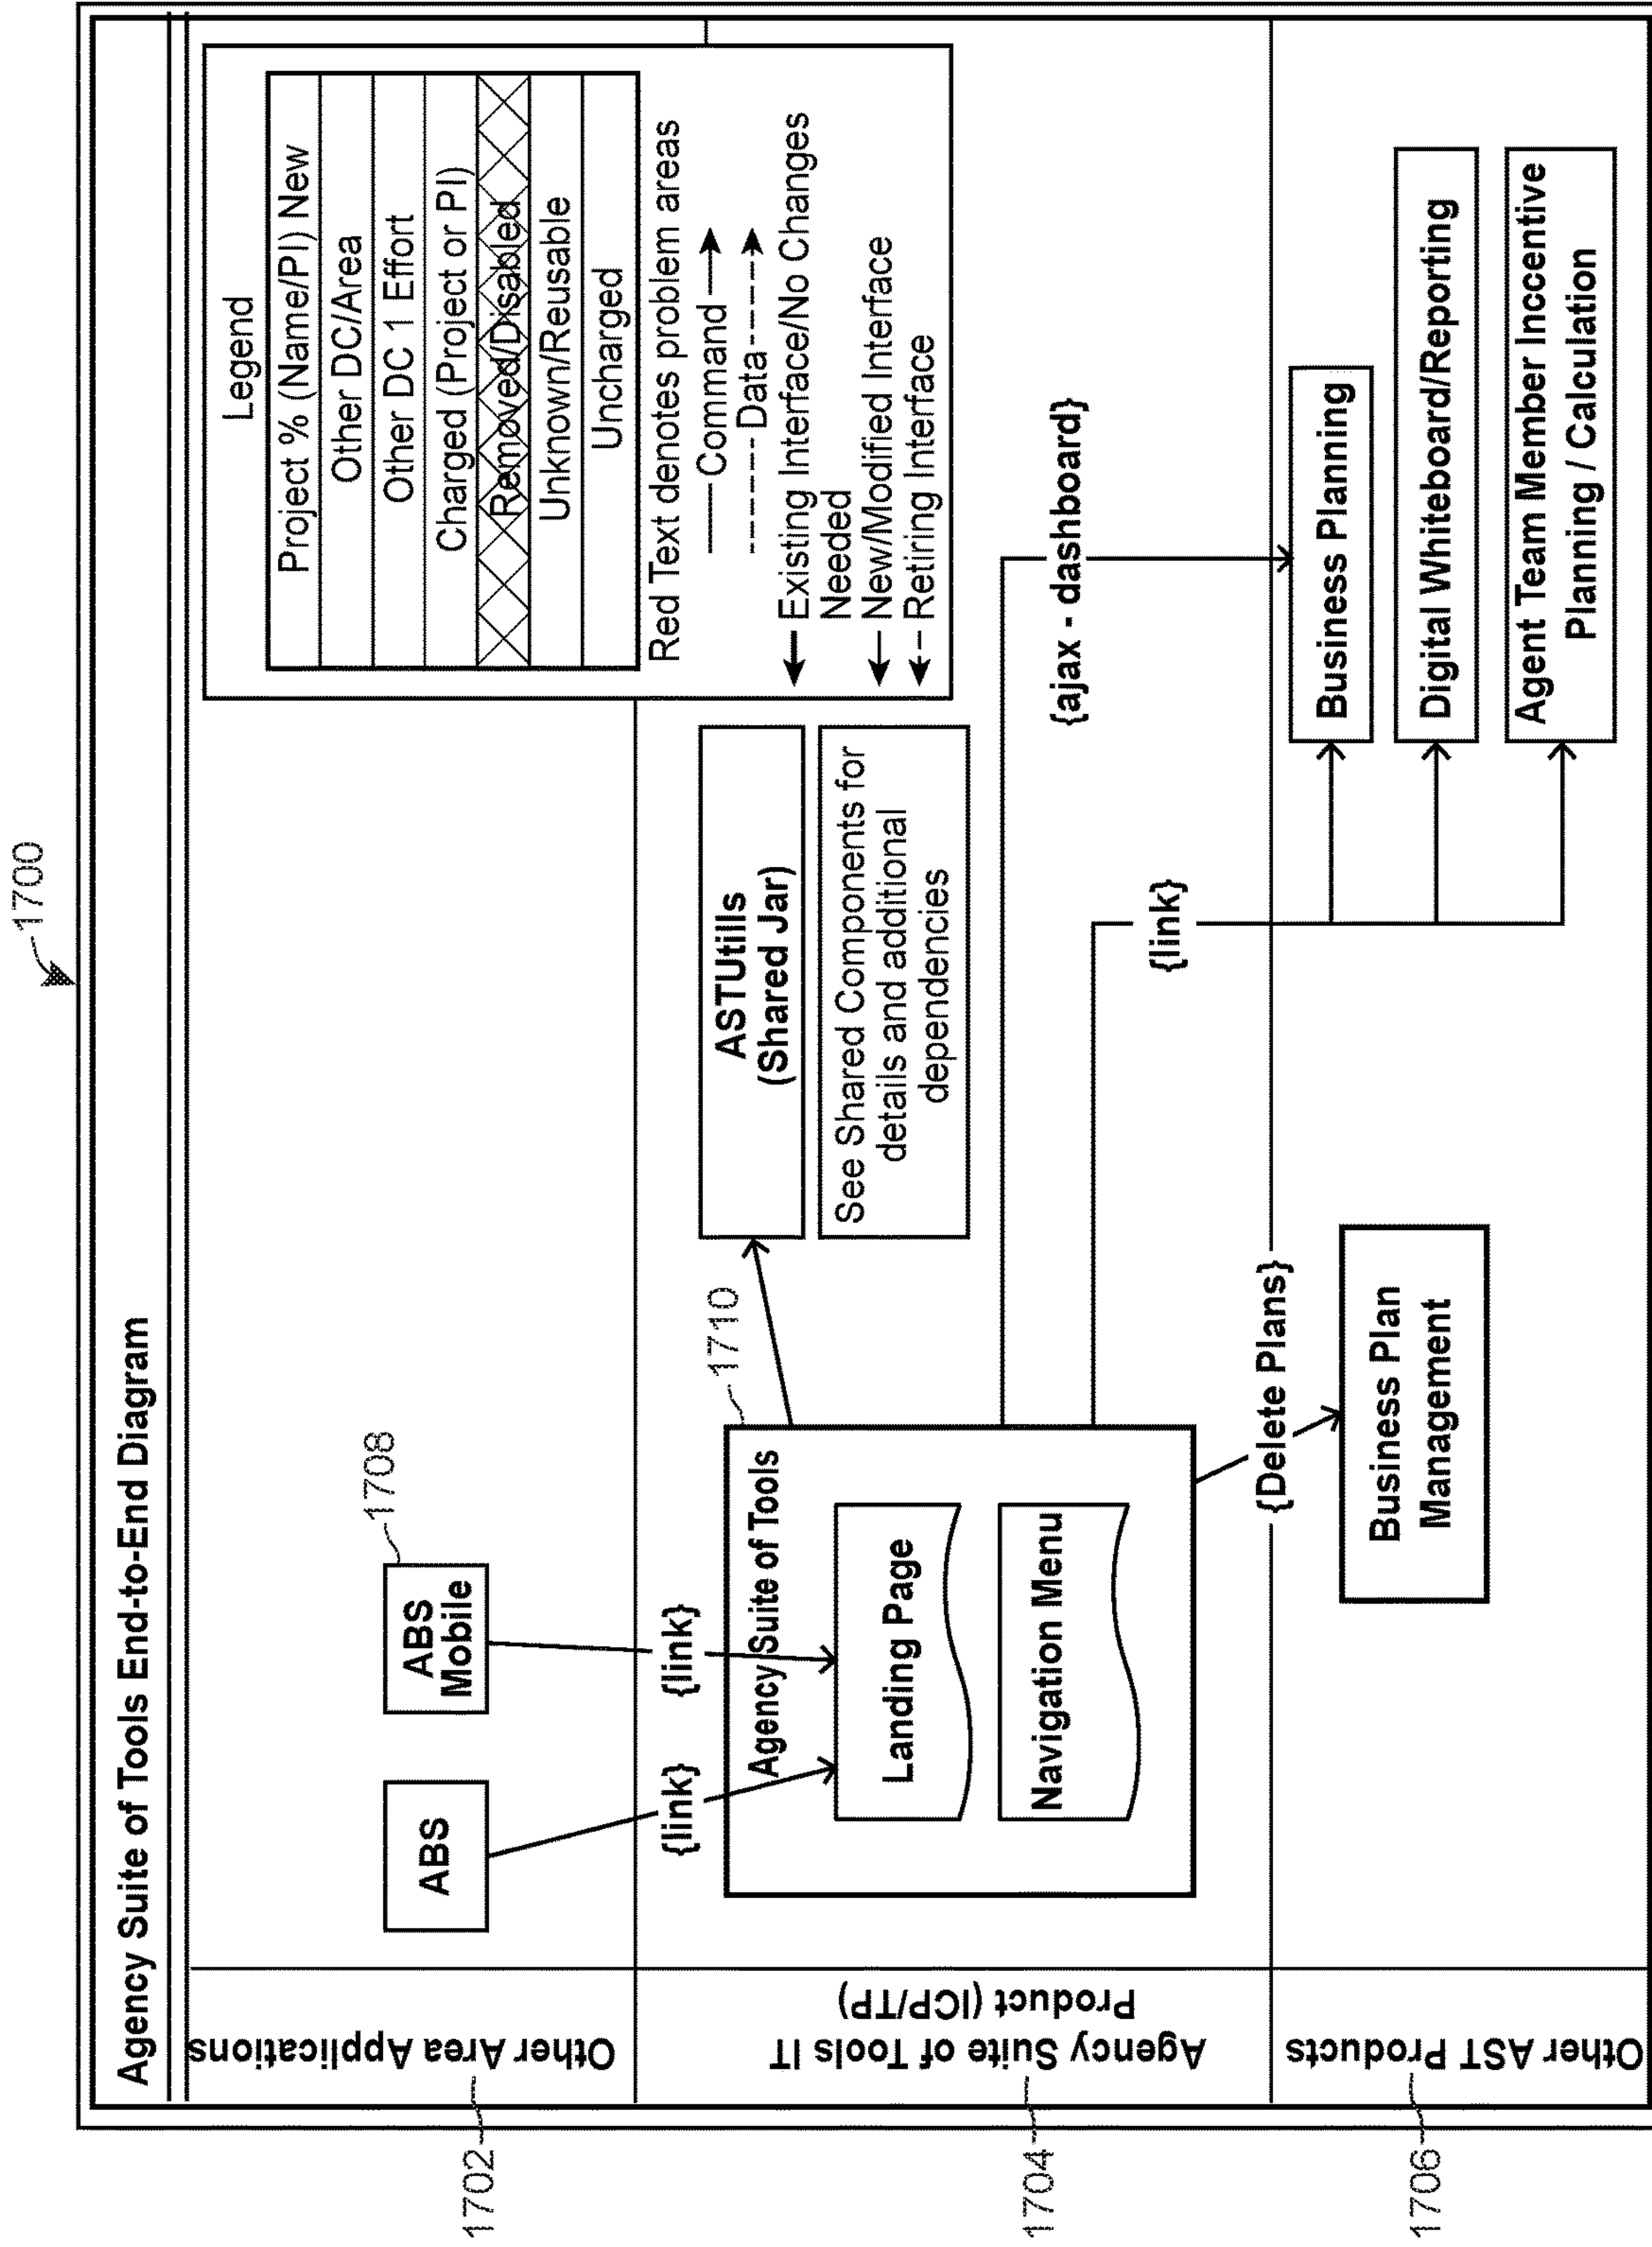 1700
Agency Suite of Tools End-to-End Diagram
1702
Other Area Applications
ABS
ABS
Mobile
1708
Legend
Project % (Name/PI) New
Other DC/Area
Other DC 1 Effort
Charged (Project or PI)
Removed/Disabled
Unknown/Reusable
Uncharged
Red Text denotes problem areas
Command
Data
Existing Interface/No Changes
Needed
New/Modified Interface
Retiring Interface
1704
Agency Suite of Tools IT
Product (ICP/TP)
{link}
{link}
Agency Suite of Tools
1710
Landing Page
Navigation Menu
ASTUtills
(Shared Jar)
See Shared Components for
details and additional
dependencies
{ajax - dashboard}
{link}
{Delete Plans}
1706
Other AST Products
Business Plan
Management
Business Planning
Digital Whiteboard/Reporting
Agent Team Member Inccentive
Planning / Calculation